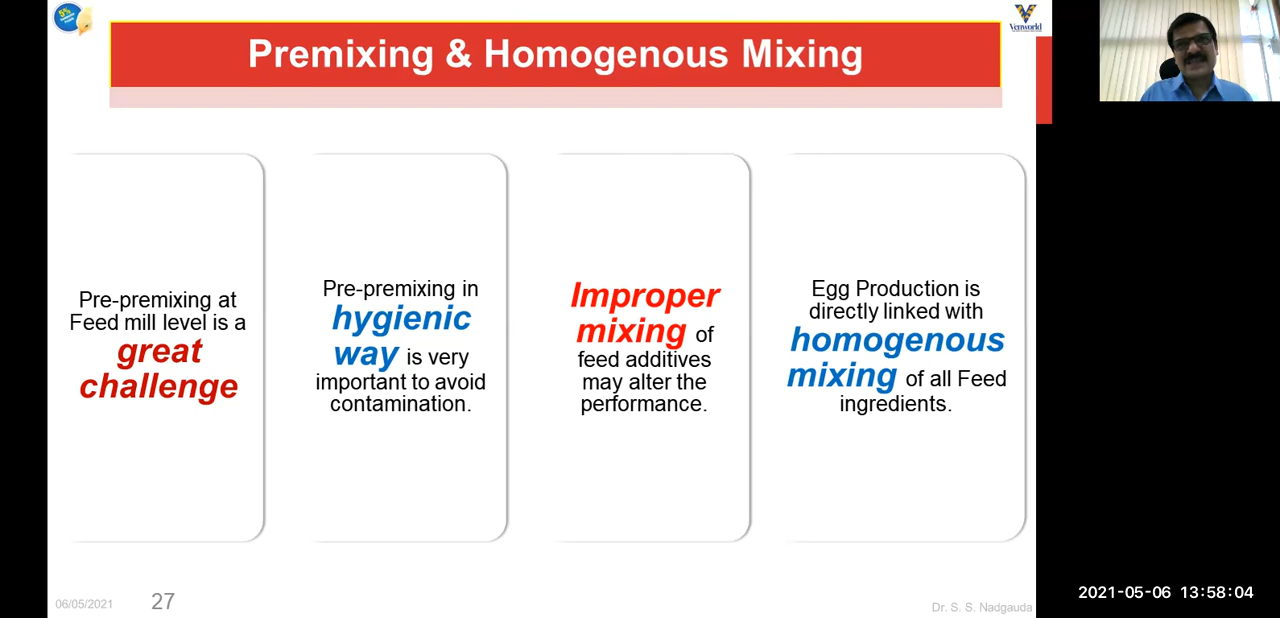 5%
Venworld
Premixing & Homogenous Mixing
Pre-premixing at
Feed mill level is a
great
challenge
Pre-premixing in
hygienic
way is very
important to avoid
contamination.
Improper
mixing of
feed additives
may alter the
performance.
Egg Production is
directly linked with
homogenous
mixing of all Feed
ingredients.
06/05/2021
27
Dr. S. S. Nadgauda
2021-05-06 13:58:04